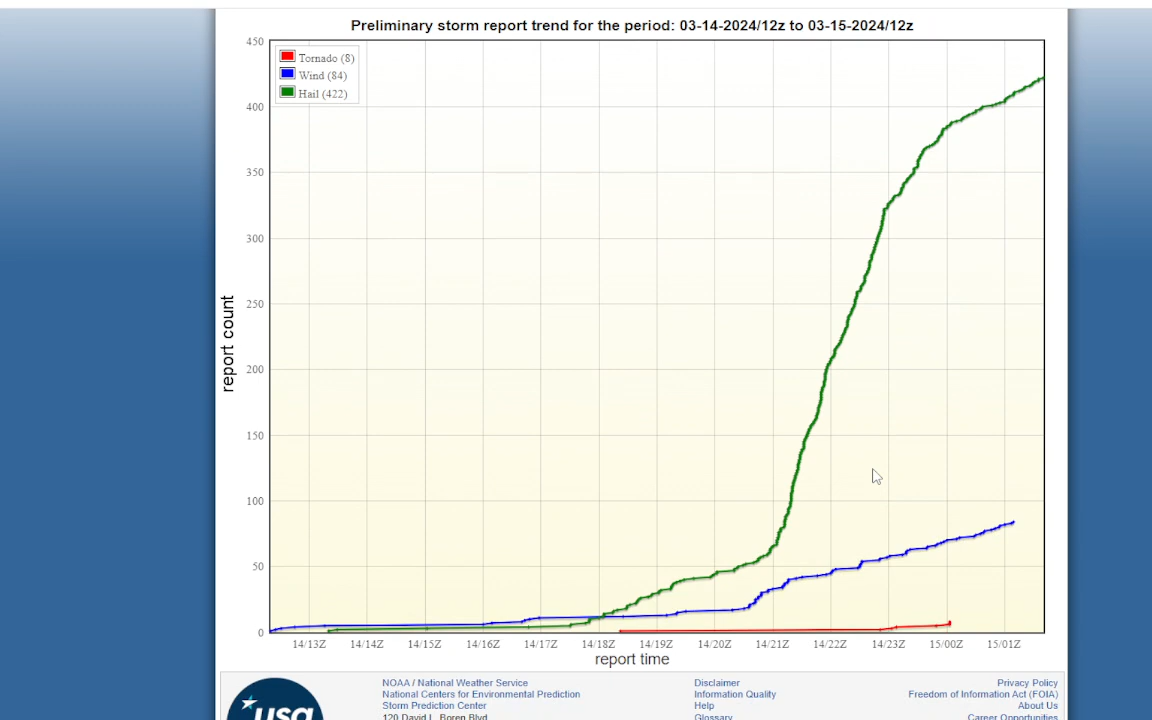 Preliminary storm report trend for the period: 03-14-2024/12z to 03-15-2024/12z
450
400
350
300
250
200
150
100
50
0
report count
Tornado (8)
Wind (84)
Hail (422)
14/13Z 14/14Z 14/15Z 14/16Z 14/17Z 14/18Z 14/19Z 14/20Z 14/21Z 14/22Z 14/23Z 15/00Z 15/01Z
report time
NOAA / National Weather Service
National Centers for Environmental Prediction
Storm Prediction Center
120 David L. Boren Blvd
Disclaimer
Information Quality
Help
Glossary
Privacy Policy
Freedom of Information Act (FOIA)
About Us
Career Opportunities
usa